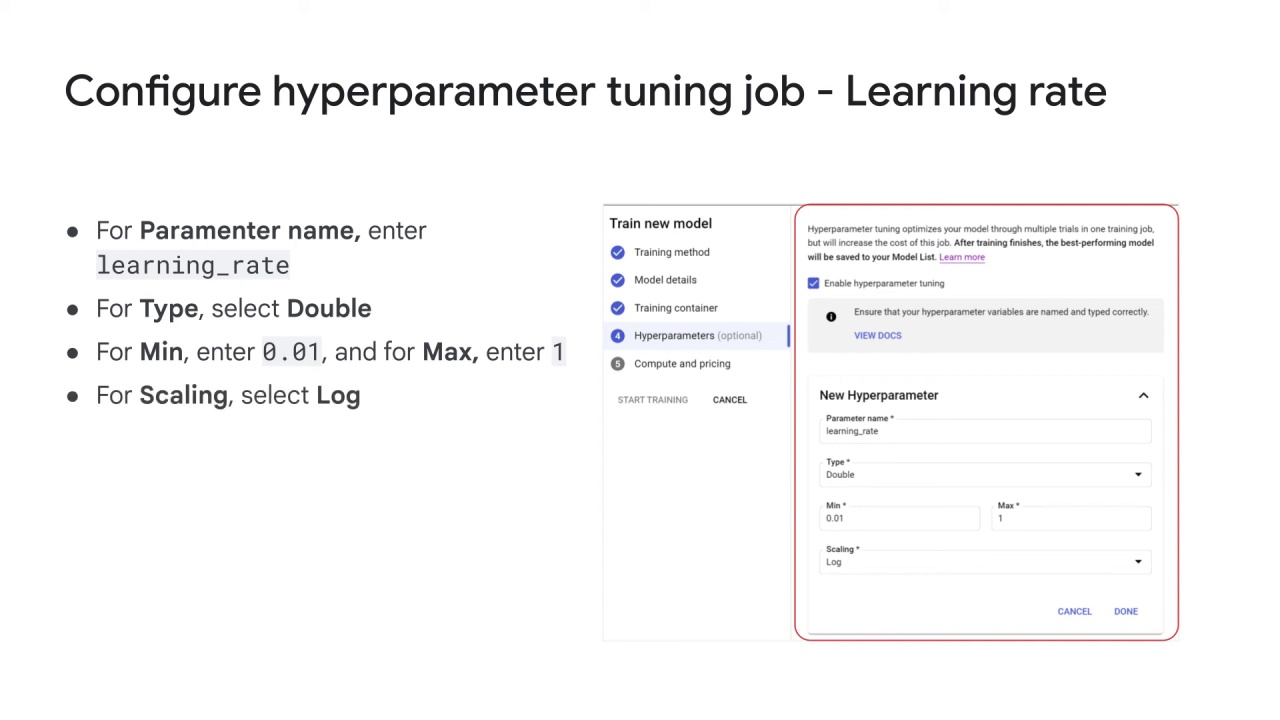 Configure hyperparameter tuning job - Learning rate
● For Paramenter name, enter
learning_rate
● For Type, select Double
● For Min, enter 0.01, and for Max, enter 1
● For Scaling, select Log
Train new model
Training method
Model details
Training container
4 Hyperparameters (optional)
5 Compute and pricing
START TRAINING CANCEL
Hyperparameter tuning optimizes your model through multiple trials in one training job,
but will increase the cost of this job. After training finishes, the best-performing model
will be saved to your Model List. Learn more
Enable hyperparameter tuning
Ensure that your hyperparameter variables are named and typed correctly.
VIEW DOCS
New Hyperparameter
Parameter name *
learning_rate
Type *
Double
Min * Max *
0.01 1
Scaling *
Log
CANCEL DONE